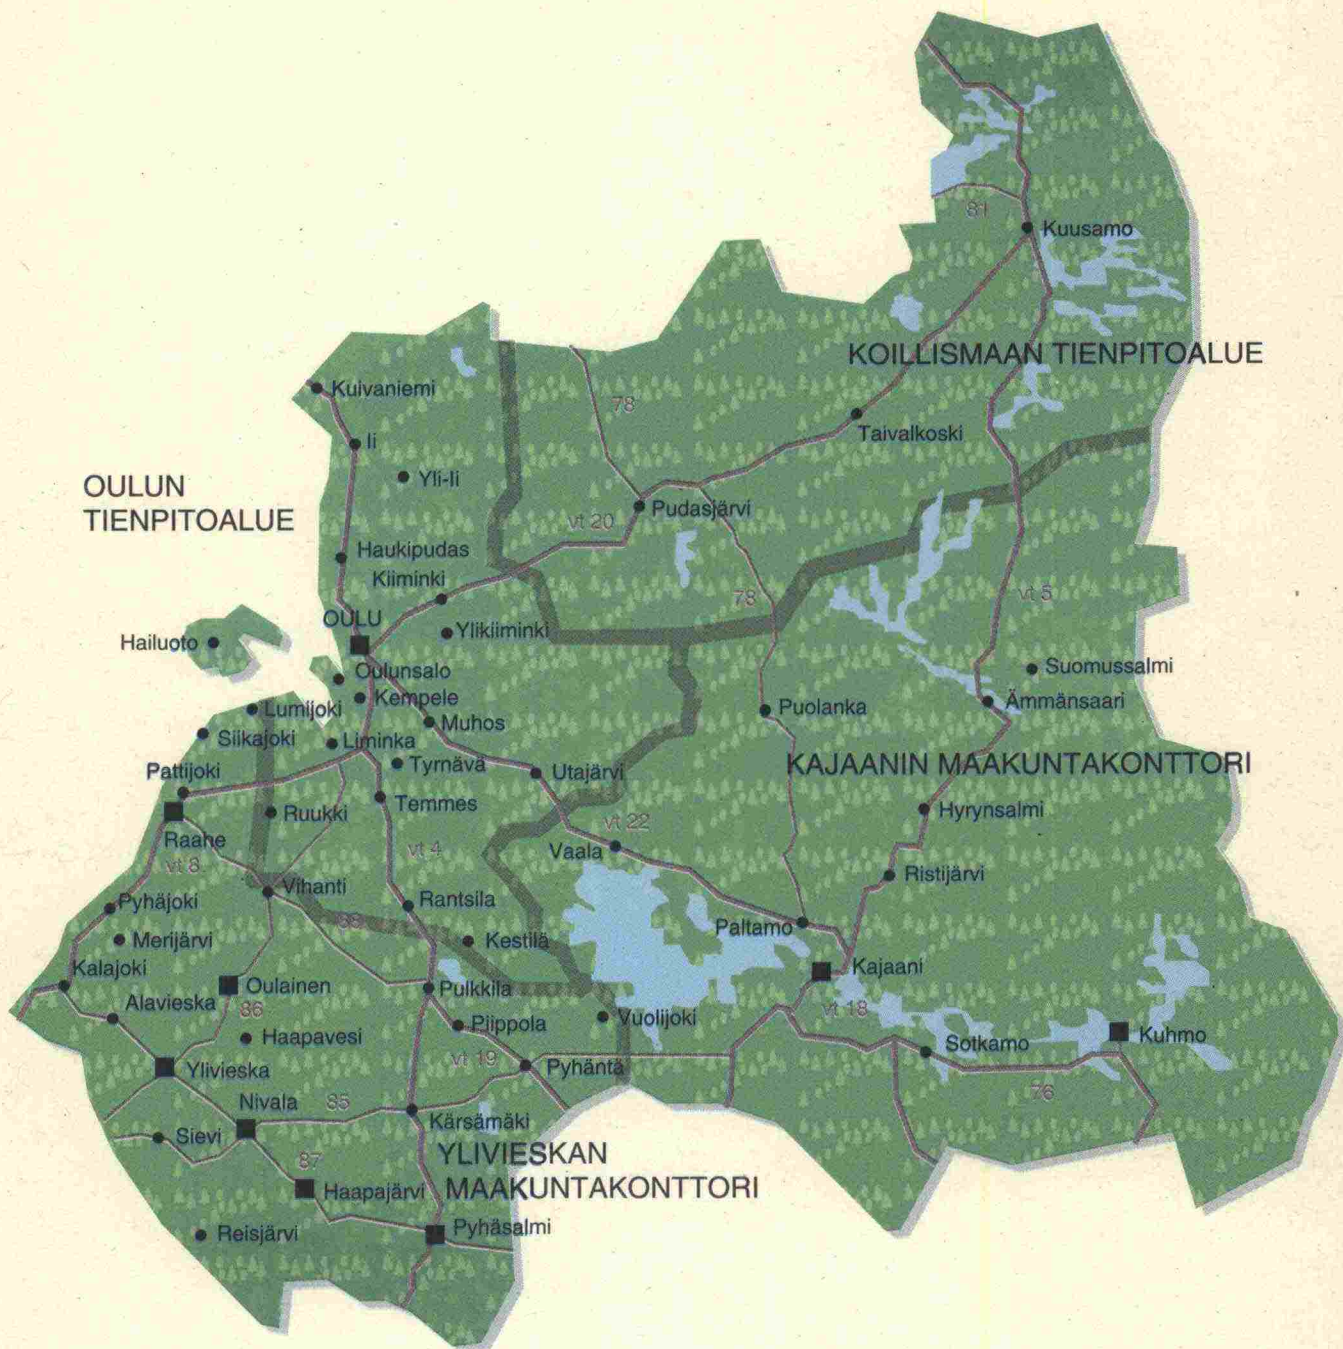 81
Kuusamo
KOILLISMAAN TIENPITOALUE
Kuivaniemi
78
Taivalkoski
Ii
Yli-Ii
OULUN
TIENPITOALUE
Pudasjärvi
vt 20
Haukipudas
Kiiminki
78
vt 5
OULU
Ylikiiminki
Hailuoto
Suomussalmi
Oulunsalo
Kempele
Ämmänsaari
Lumijoki
Muhos
Puolanka
Siikajoki
Liminka
Tyrnävä
KAJAANIN MAAKUNTAKONTTORI
Pattijoki
Utajärvi
Temmes
Ruukki
Hyrynsalmi
Raahe
vt 22
vt 4
Vaala
vt 8
Ristijärvi
Vihanti
Pyhäjoki
Rantsila
Paltamo
Merijärvi
Kestilä
Kalajoki
Kajaani
Oulainen
Pulkkila
Alavieska
86
vt 18
Vuolijoki
Piippola
Haapavesi
Kuhmo
Sotkamo
vt 19
Ylivieska
Pyhäntä
76
Nivala
85
Kärsämäki
Sievi
YLIVIESKAN
MAAKUNTAKONTTORI
87
Haapajärvi
Pyhäsalmi
Reisjärvi